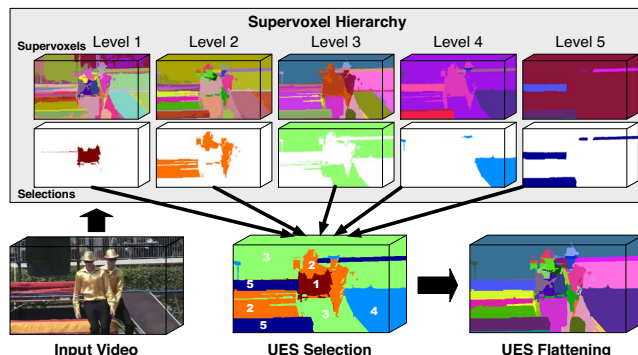 Supervoxel Hierarchy
Supervoxels
Level 1
Level 2
Level 3
Level 4
Level 5
Selections
3
2
1
5
2
3
4
5
Input Video
UES Selection
UES Flattening